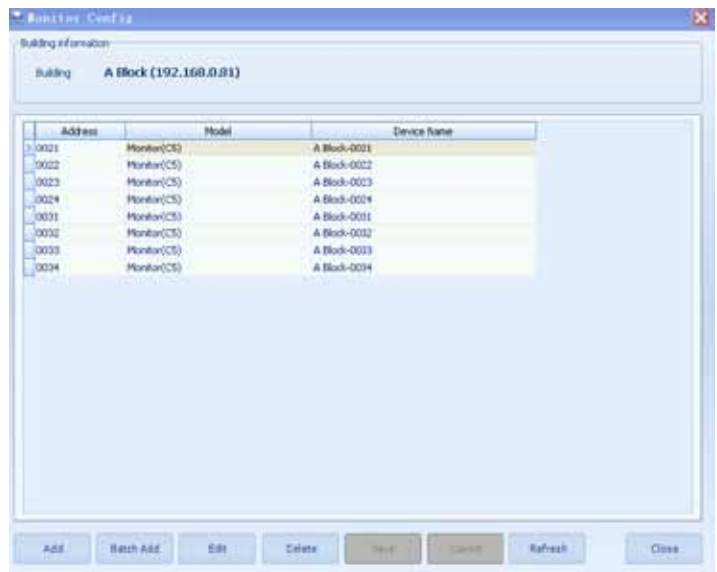 Monitor Config
Building information
Building A Block (192.168.0.81)
Address Model Device Name
0021 Monitor(C5) A Block-0021
0022 Monitor(C5) A Block-0022
0023 Monitor(C5) A Block-0023
0024 Monitor(C5) A Block-0024
0031 Monitor(C5) A Block-0031
0032 Monitor(C5) A Block-0032
0033 Monitor(C5) A Block-0033
0034 Monitor(C5) A Block-0034
Add Batch Add Edit Delete Save Cancel Refresh Close